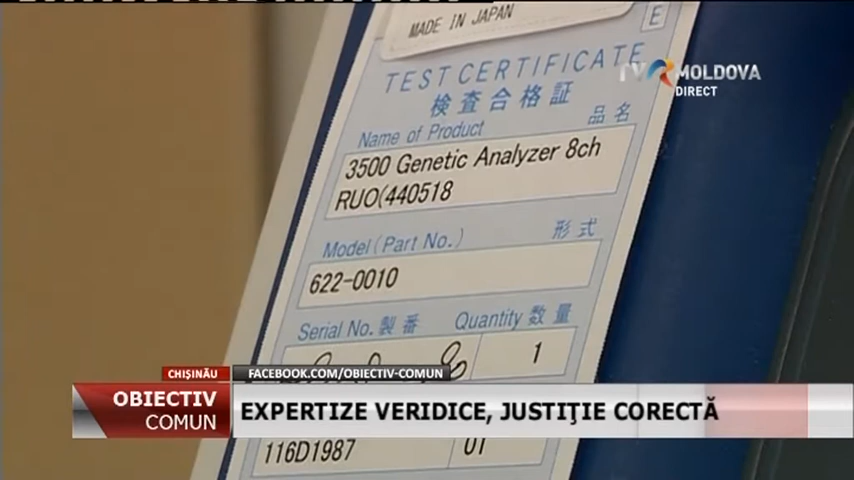 MADE IN JAPAN
E
TEST CERTIFICATE
検査合格証
Name of Product 品名
3500 Genetic Analyzer 8ch
RUO(440518
Model (Part No.) 形式
622-0010
Serial No. 製番 Quantity 数量
1
116D1987 01
TVR MOLDOVA
DIRECT
CHIŞINĂU
FACEBOOK.COM/OBIECTIV-COMUN
OBIECTIV
COMUN
EXPERTIZE VERIDICE, JUSTIŢIE CORECTĂ